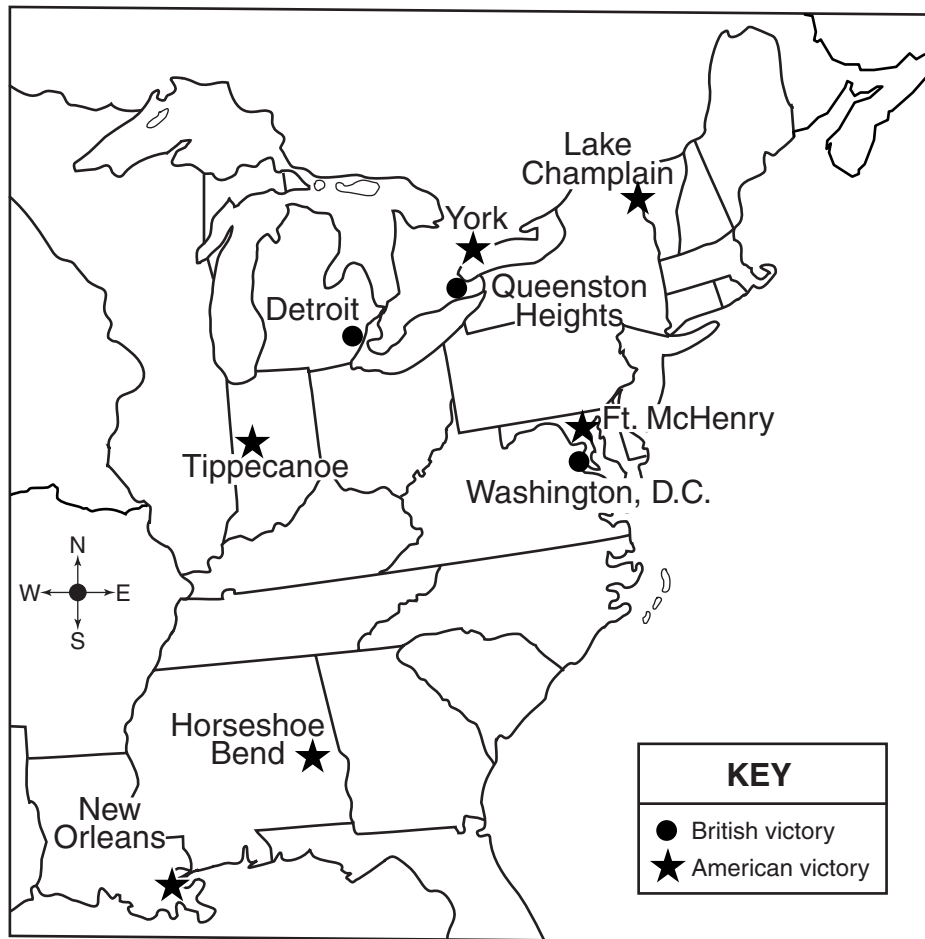 Lake
Champlain
York
Queenston
Heights
Detroit
Ft. McHenry
Tippecanoe
Washington, D.C.
N
W
E
S
Horseshoe
Bend
New
Orleans
KEY
British victory
American victory